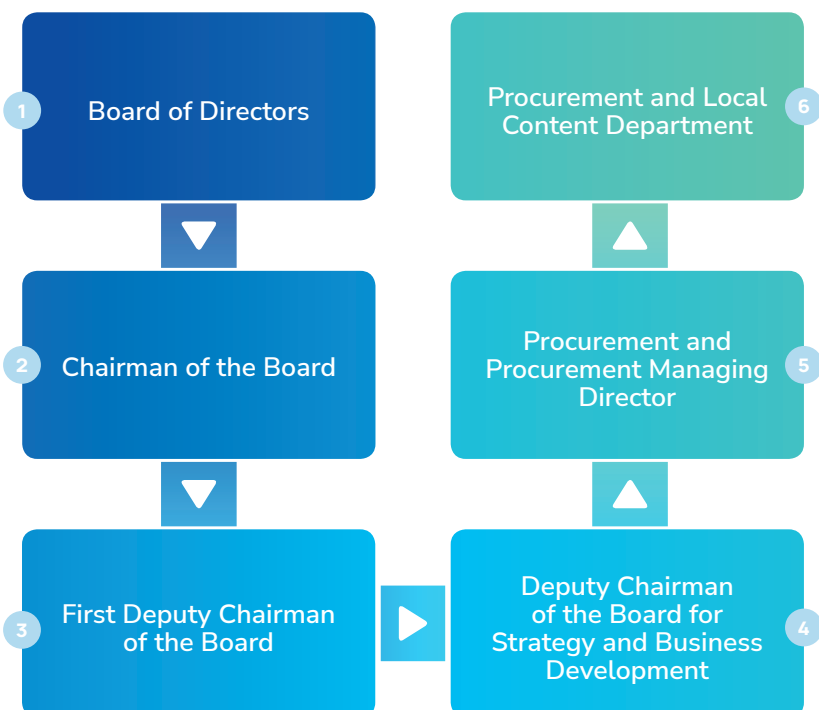 1
Board of Directors
2
Chairman of the Board
3
First Deputy Chairman
of the Board
4
Deputy Chairman
of the Board for
Strategy and Business
Development
5
Procurement and
Procurement Managing
Director
6
Procurement and Local
Content Department